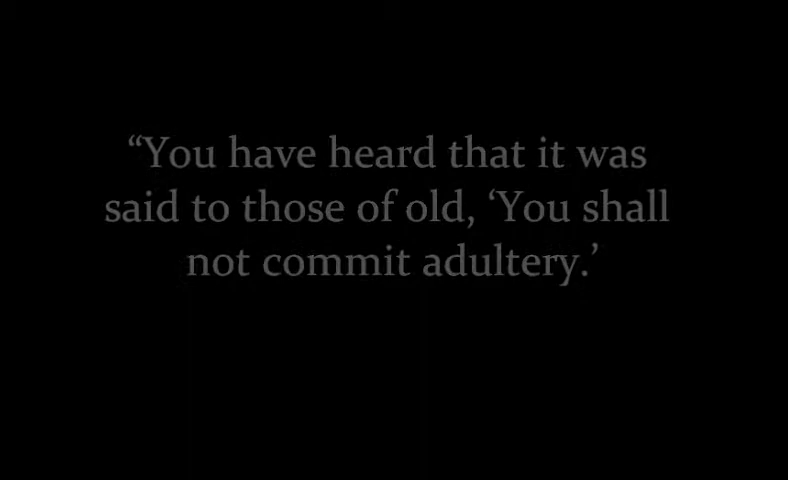 “You have heard that it was
said to those of old, ‘You shall
not commit adultery.’